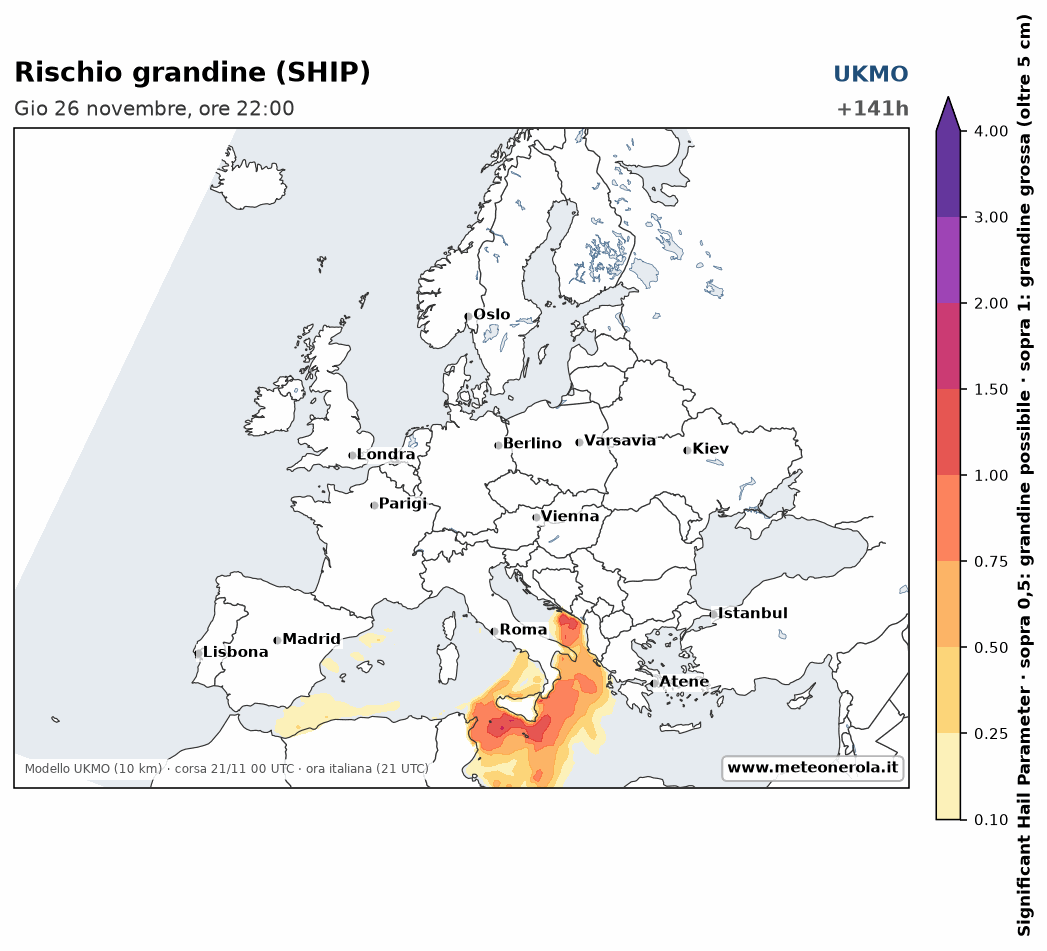 Rischio grandine (SHIP)
UKMO
Gio 26 novembre, ore 22:00
+141h
Oslo
Londra
Berlino
Varsavia
Kiev
Parigi
Vienna
Istanbul
Roma
Madrid
Lisbona
Atene
Modello UKMO (10 km) · corsa 21/11 00 UTC · ora italiana (21 UTC)
www.meteonerola.it
4.00
3.00
2.00
1.50
1.00
0.75
0.50
0.25
0.10
Significant Hail Parameter · sopra 0,5: grandine possibile · sopra 1: grandine grossa (oltre 5 cm)